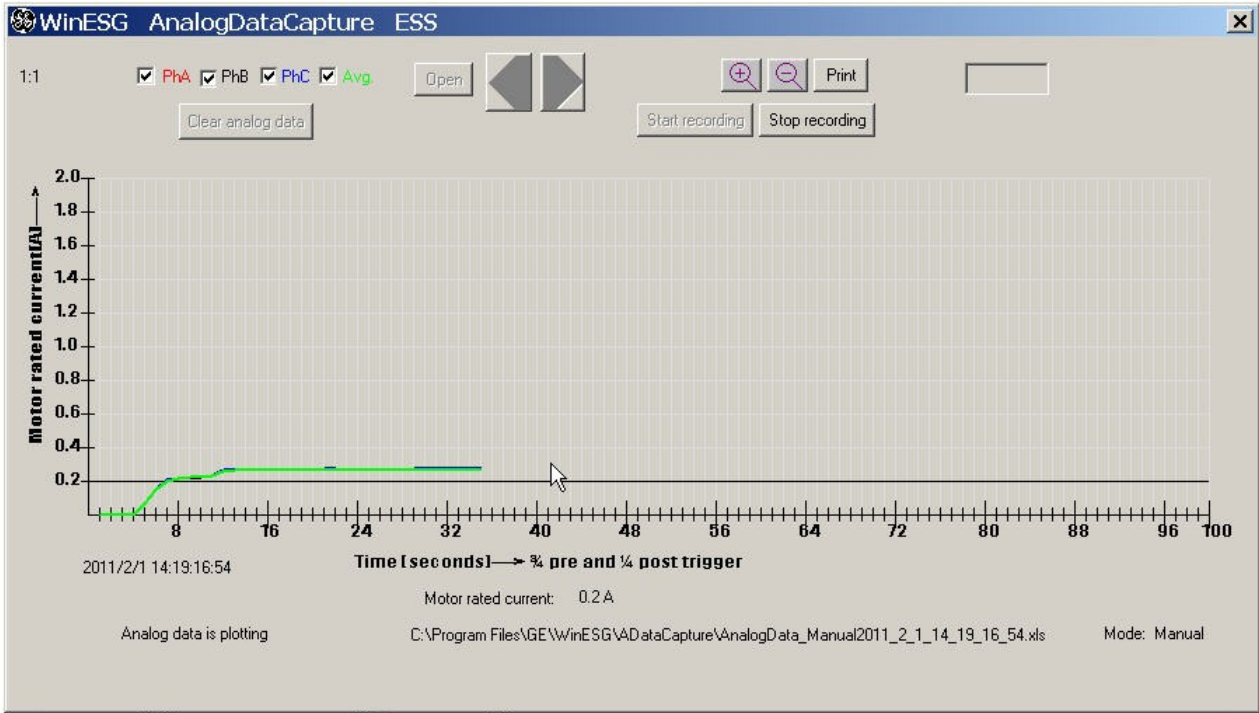 WinESG AnalogDataCapture ESS
1:1
PhA PhB PhC Avg.
Open
Print
Clear analog data
Start recording
Stop recording
Motor rated current[A]
2.0
1.8
1.6
1.4
1.2
1.0
0.8
0.6
0.4
0.2
8 16 24 32 40 48 56 64 72 80 88 96 100
Time [seconds] ¾ pre and ¼ post trigger
2011/2/1 14:19:16:54
Motor rated current: 0.2 A
Analog data is plotting
C:\Program Files\GE\WinESG\ADataCapture\AnalogData_Manual2011_2_1_14_19_16_54.xls
Mode: Manual